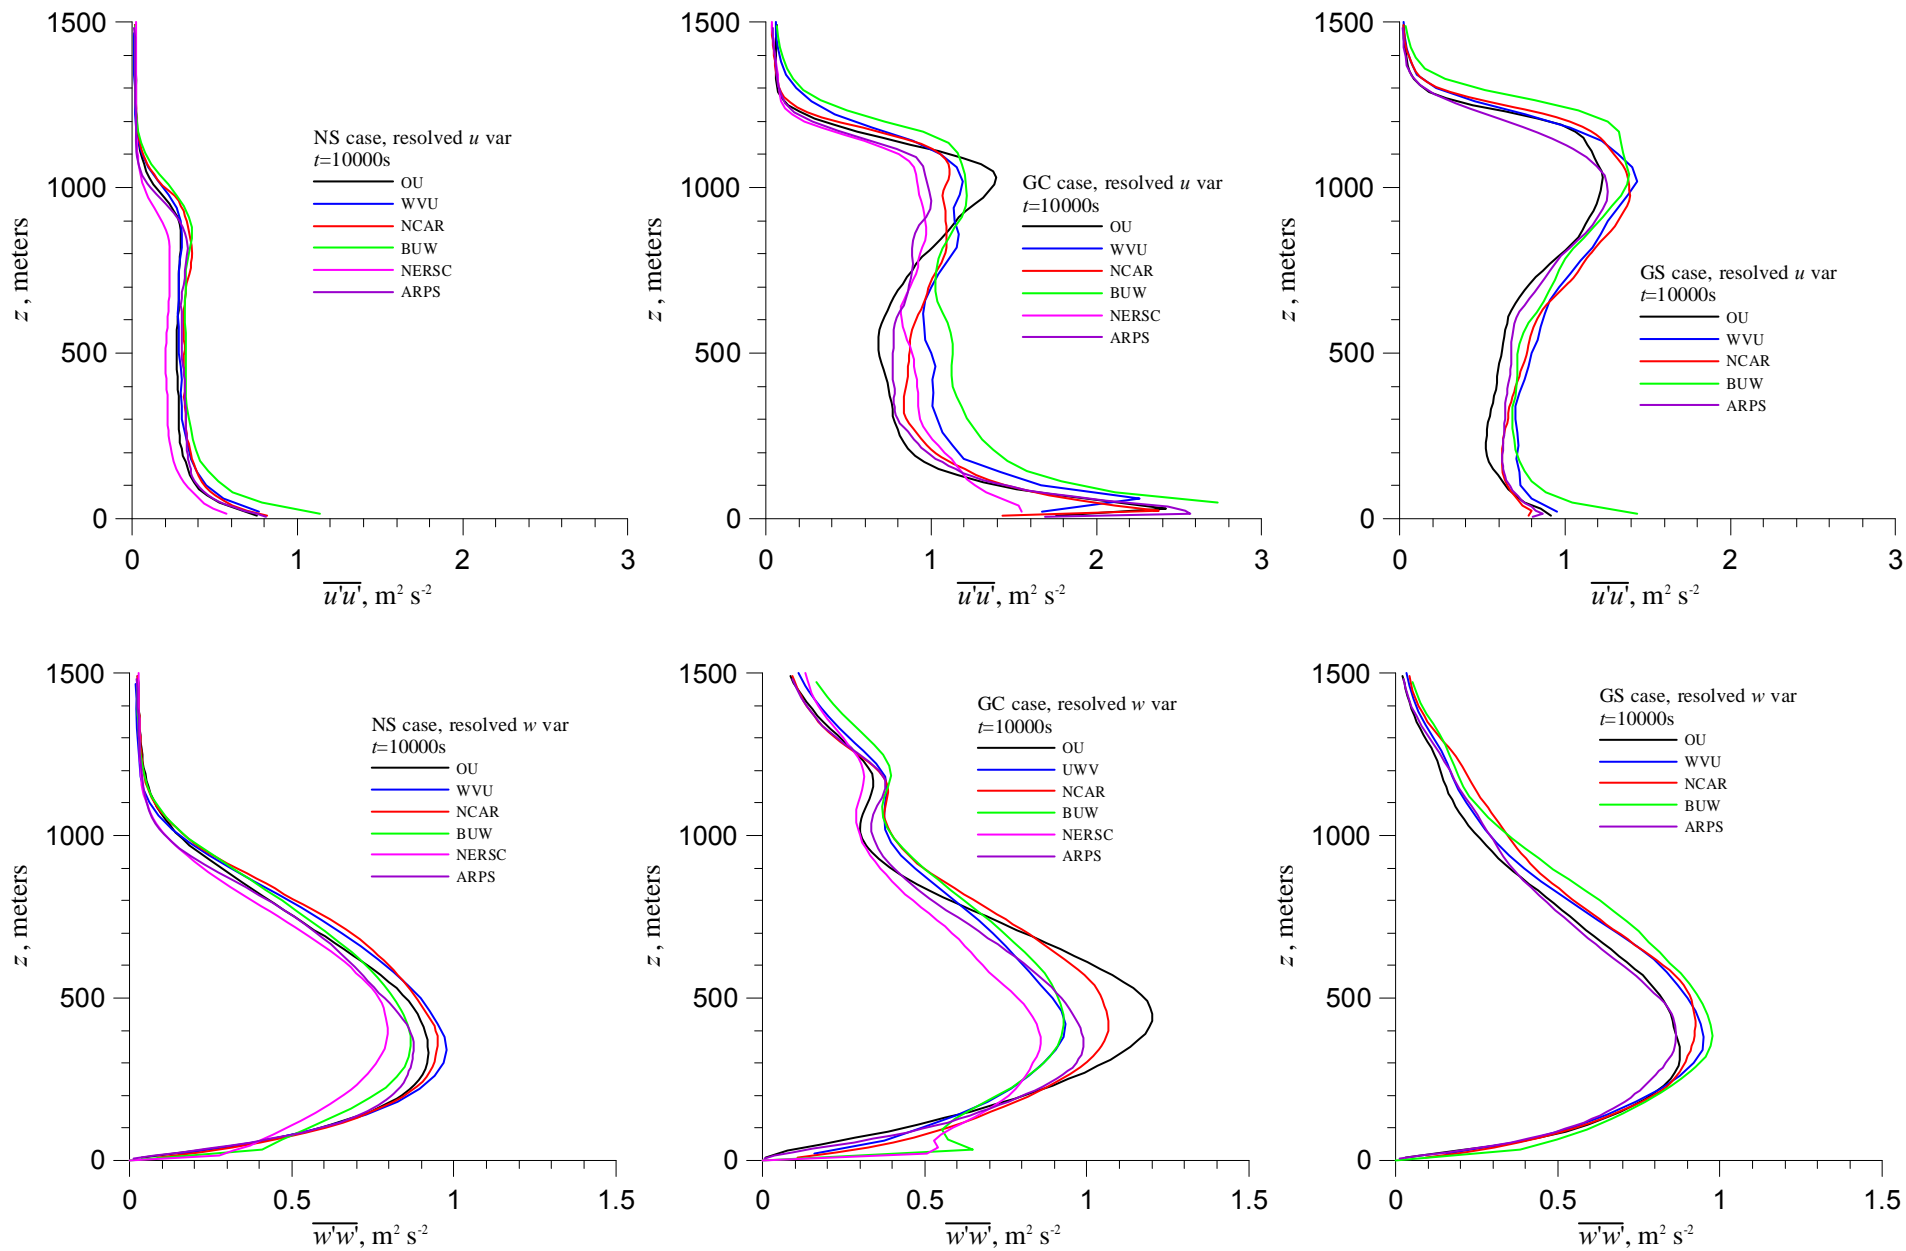 1500
1000
500
0
z , meters
NS case, resolved u var
t=10000s
OU
WVU
NCAR
BUW
NERSC
ARPS
0 1 2 3
u'u', m² s⁻²
1500
1000
500
0
z , meters
GC case, resolved u var
t=10000s
OU
WVU
NCAR
BUW
NERSC
ARPS
0 1 2 3
u'u', m² s⁻²
1500
1000
500
0
z , meters
GS case, resolved u var
t=10000s
OU
WVU
NCAR
BUW
ARPS
0 1 2 3
u'u', m² s⁻²
1500
1000
500
0
z , meters
NS case, resolved w var
t=10000s
OU
WVU
NCAR
BUW
NERSC
ARPS
0 0.5 1 1.5
w'w', m² s⁻²
1500
1000
500
0
z , meters
GC case, resolved w var
t=10000s
OU
UWV
NCAR
BUW
NERSC
ARPS
0 0.5 1 1.5
w'w', m² s⁻²
1500
1000
500
0
z , meters
GS case, resolved w var
t=10000s
OU
WVU
NCAR
BUW
ARPS
0 0.5 1 1.5
w'w', m² s⁻²